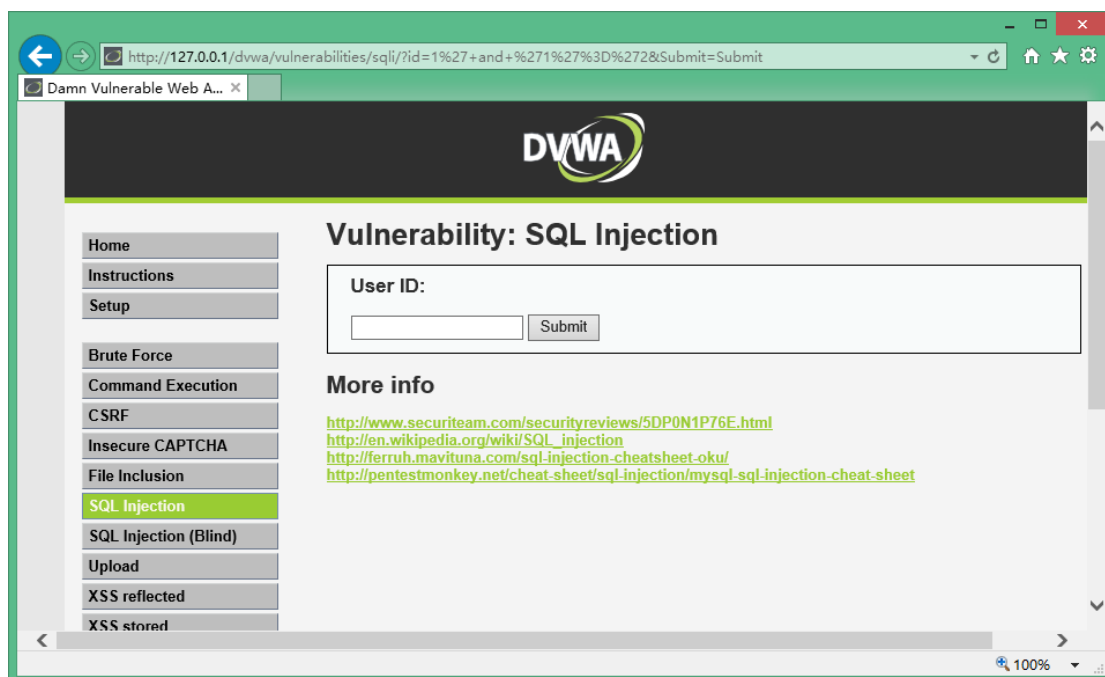 http://127.0.0.1/dvwa/vulnerabilities/sqli/?id=1%27+and+%271%27%3D%272&Submit=Submit
Damn Vulnerable Web A...
DVWA
Home
Instructions
Setup
Brute Force
Command Execution
CSRF
Insecure CAPTCHA
File Inclusion
SQL Injection
SQL Injection (Blind)
Upload
XSS reflected
XSS stored
Vulnerability: SQL Injection
User ID:
Submit
More info
http://www.securiteam.com/securityreviews/5DP0N1P76E.html
http://en.wikipedia.org/wiki/SQL_injection
http://ferruh.mavituna.com/sql-injection-cheatsheet-oku/
http://pentestmonkey.net/cheat-sheet/sql-injection/mysql-sql-injection-cheat-sheet
100%